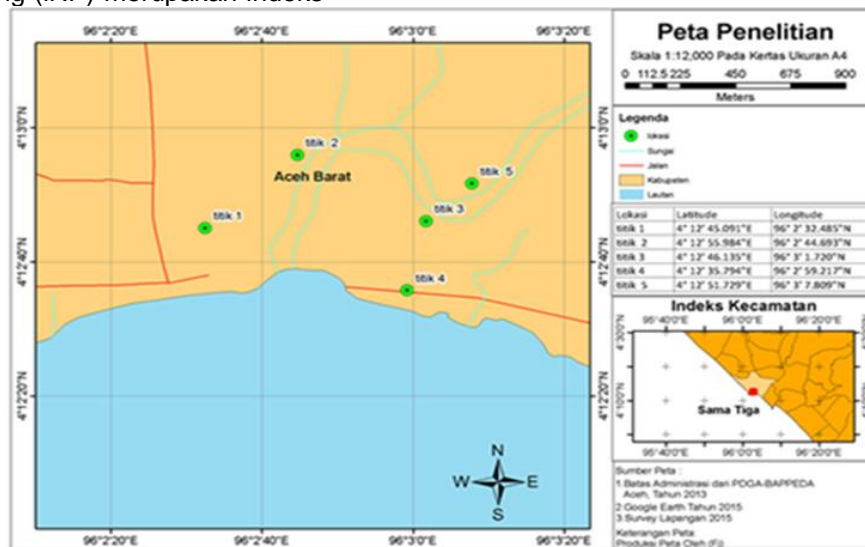 ng (INP) merupakan indeks
96°2'20"E 96°2'40"E 96°3'0"E 96°3'20"E
4°13'0"N
4°12'40"N
4°12'20"N
titik 2
Aceh Barat
titik 5
titik 3
titik 1
titik 4
N
W E
S
4°13'0"N
4°12'40"N
4°12'20"N
96°2'20"E 96°2'40"E 96°3'0"E 96°3'20"E
Peta Penelitian
Skala 1:12,000 Pada Kertas Ukuran A4
0 112.5 225 450 675 900
Meters
Legenda
lokasi
Sungai
Jalan
Kabupaten
Lautan
Lokasi Latitude Longitude
titik 1 4° 12' 45.091"E 96° 2' 32.485"N
titik 2 4° 12' 55.984"E 96° 2' 44.693"N
titik 3 4° 12' 46.135"E 96° 3' 1.720"N
titik 4 4° 12' 35.794"E 96° 2' 59.217"N
titik 5 4° 12' 51.729"E 96° 3' 7.809"N
Indeks Kecamatan
95°40'0"E 96°0'0"E 96°20'0"E
4°30'0"N
4°10'0"N
Sama Tiga
95°40'0"E 96°0'0"E 96°20'0"E
Sumber Peta :
1.Batas Administrasi dan PDGA-BAPPEDA
Aceh, Tahun 2013
2.Google Earth Tahun 2015
3.Survey Lapangan 2015
Keterangan Peta:
Produksi Peta Oleh